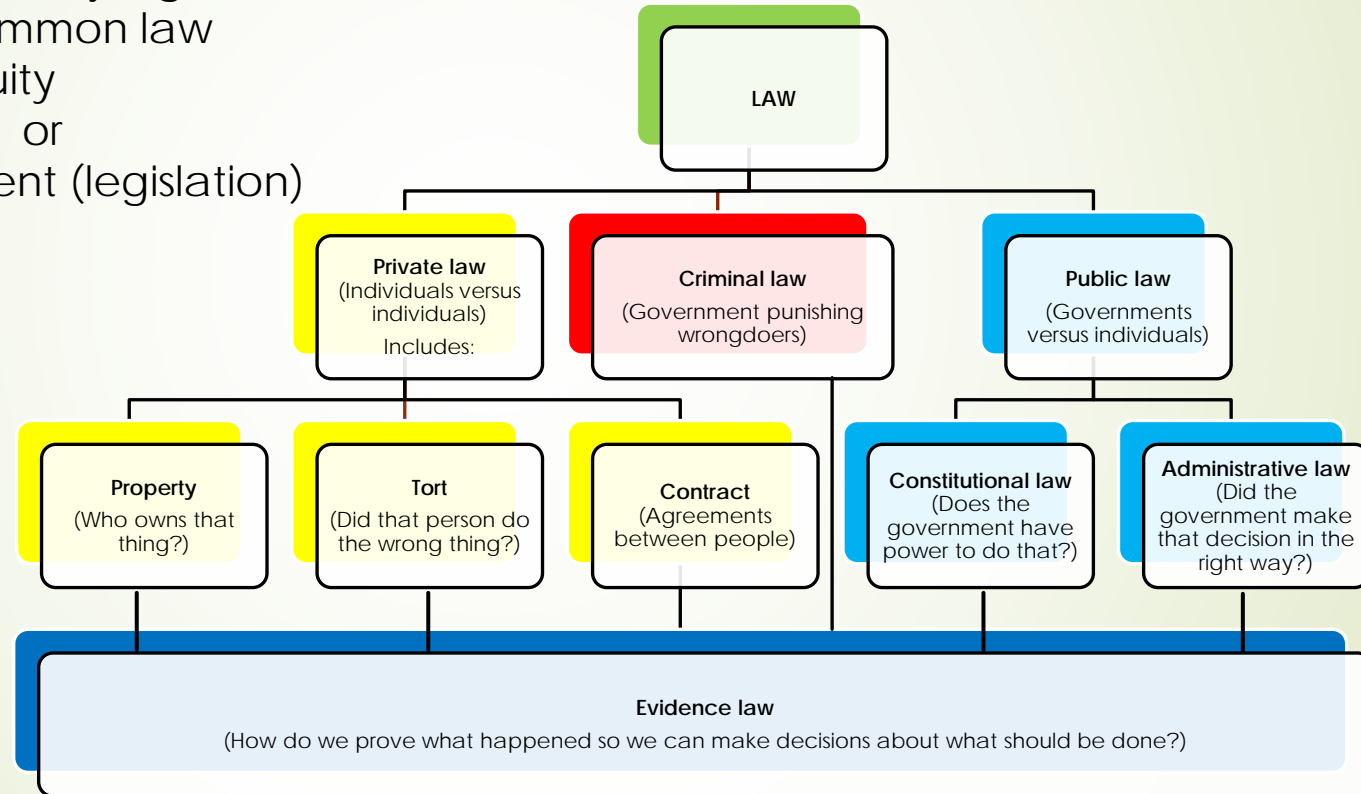 common law
or
(legislation)
LAW
Private law
(Individuals versus
individuals)
Includes:
Criminal law
(Government punishing
wrongdoers)
Public law
(Governments
versus individuals)
Property
(Who owns that
thing?)
Tort
(Did that person do
the wrong thing?)
Contract
(Agreements
between people)
Constitutional law
(Does the
government have
power to do that?)
Administrative law
(Did the
government make
that decision in the
right way?)
Evidence law
(How do we prove what happened so we can make decisions about what should be done?)